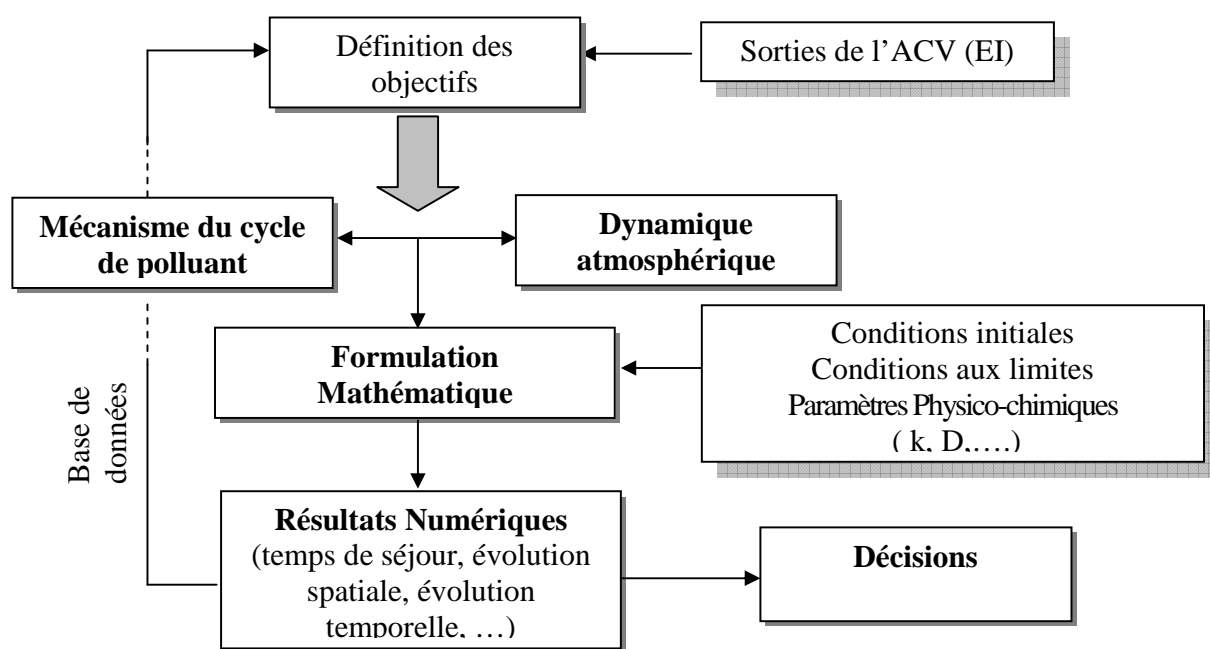 Définition des
objectifs
Sorties de l’ACV (EI)
Mécanisme du cycle
de polluant
Dynamique
atmosphérique
Formulation
Mathématique
Conditions initiales
Conditions aux limites
Paramètres Physico-chimiques
( k, D,….)
Base de
données
Résultats Numériques
(temps de séjour, évolution
spatiale, évolution
temporelle, …)
Décisions